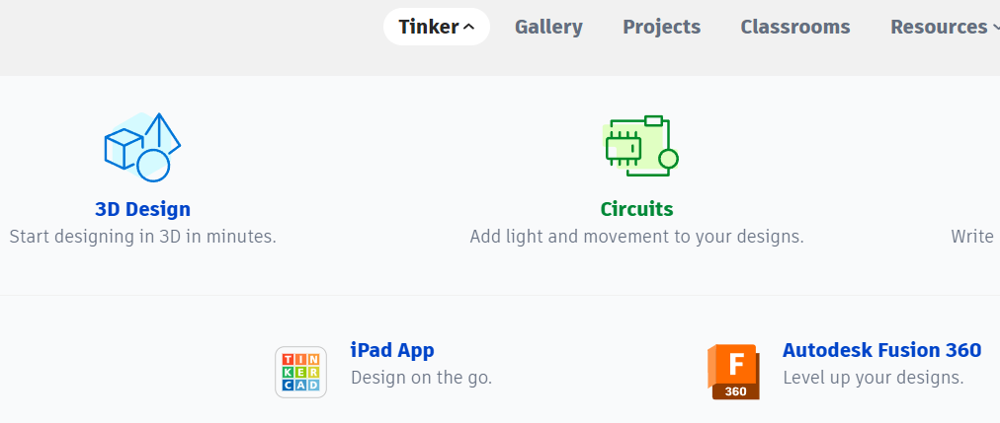 Tinker Gallery Projects Classrooms Resources
3D Design Circuits
Start designing in 3D in minutes. Add light and movement to your designs. Write
iPad App Autodesk Fusion 360
TIN
KER
CAD
Design on the go. Level up your designs.
F
360